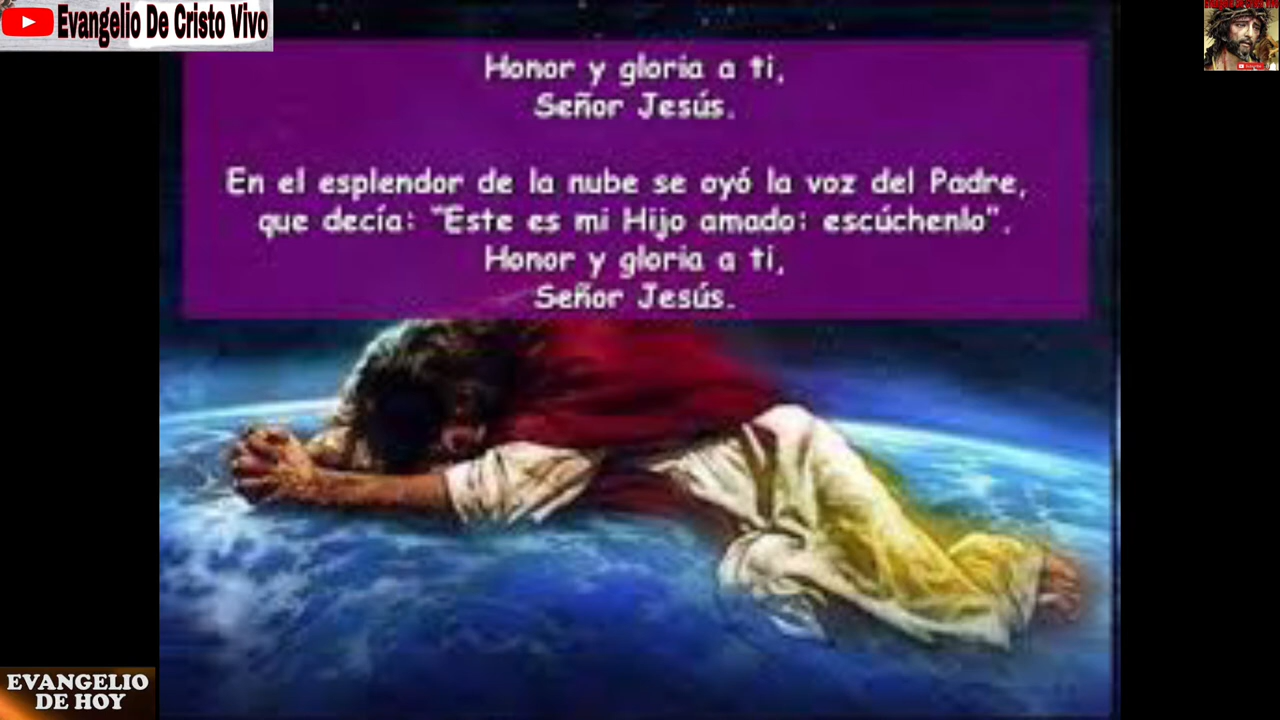 Evangelio De Cristo Vivo
Honor y gloria a ti,
Señor Jesús.
En el esplendor de la nube se oyó la voz del Padre,
que decía: "Este es mi Hijo amado: escúchenlo".
Honor y gloria a ti,
Señor Jesús.
EVANGELIO
DE HOY